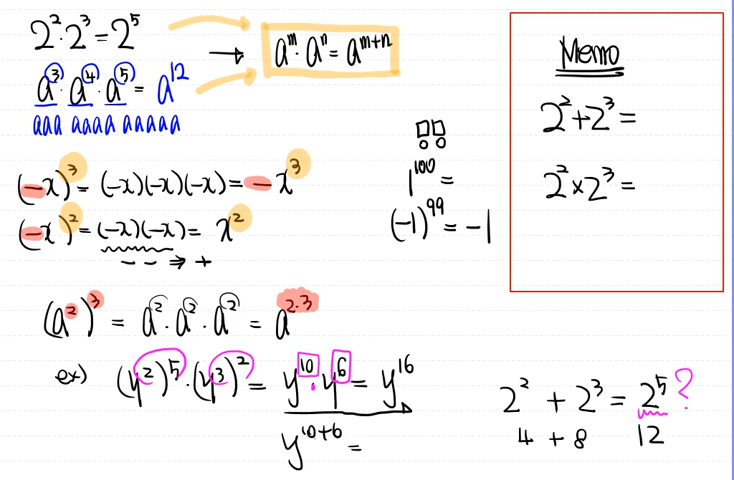 2²·2³=2⁵ → aᵐ·aⁿ=aᵐ⁺ⁿ
a³·a⁴·a⁵=a¹²
aaa aaaa aaaaa
(-x)³=(-x)(-x)(-x)=-x³
(-x)²=(-x)(-x)=x²
- - ⇒ +
1¹⁰⁰=
(-1)⁹⁹=-1
(a²)³=a²·a²·a²=a²·³
ex) (y²)⁵·(y³)²=y¹⁰·y⁶=y¹⁶
y¹⁰⁺⁶=
Memo
2²+2³=
2²×2³=
2²+2³=2⁵?
4+8 12